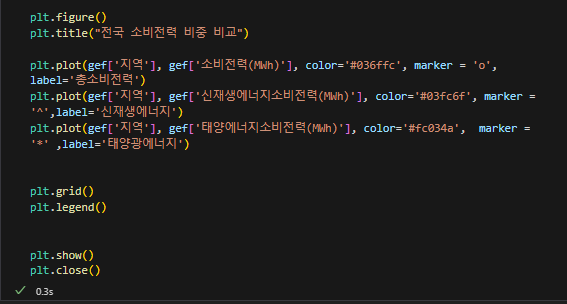 plt.figure()
plt.title("전국 소비전력 비중 비교")
plt.plot(gef['지역'], gef['소비전력(MWh)'], color='#036ffc', marker = 'o',
label='총소비전력')
plt.plot(gef['지역'], gef['신재생에너지소비전력(MWh)'], color='#03fc6f', marker =
'^',label='신재생에너지')
plt.plot(gef['지역'], gef['태양에너지소비전력(MWh)'], color='#fc034a',  marker =
'*' ,label='태양광에너지')
plt.grid()
plt.legend()
plt.show()
plt.close()
0.3s